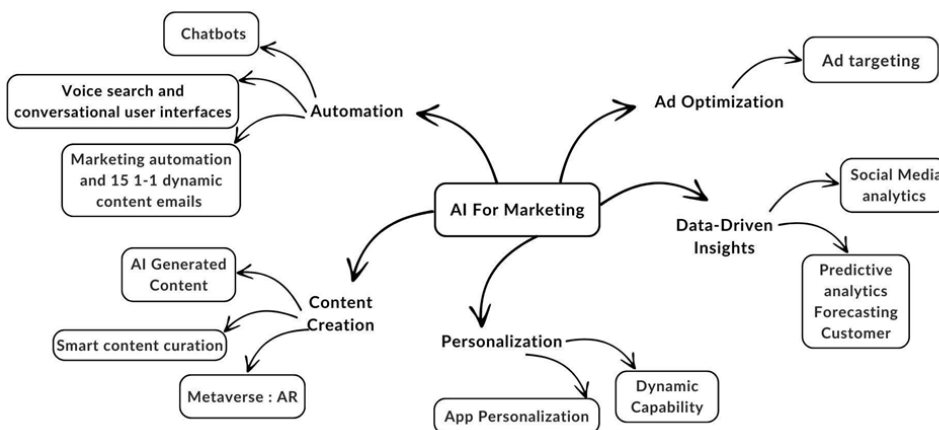 Chatbots
Voice search and
conversational user interfaces
Automation
Marketing automation
and 15 1-1 dynamic
content emails
Ad targeting
Ad Optimization
AI For Marketing
Social Media
analytics
Data-Driven
Insights
Predictive
analytics
Forecasting
Customer
AI Generated
Content
Content
Creation
Smart content curation
Metaverse : AR
Personalization
Dynamic
Capability
App Personalization